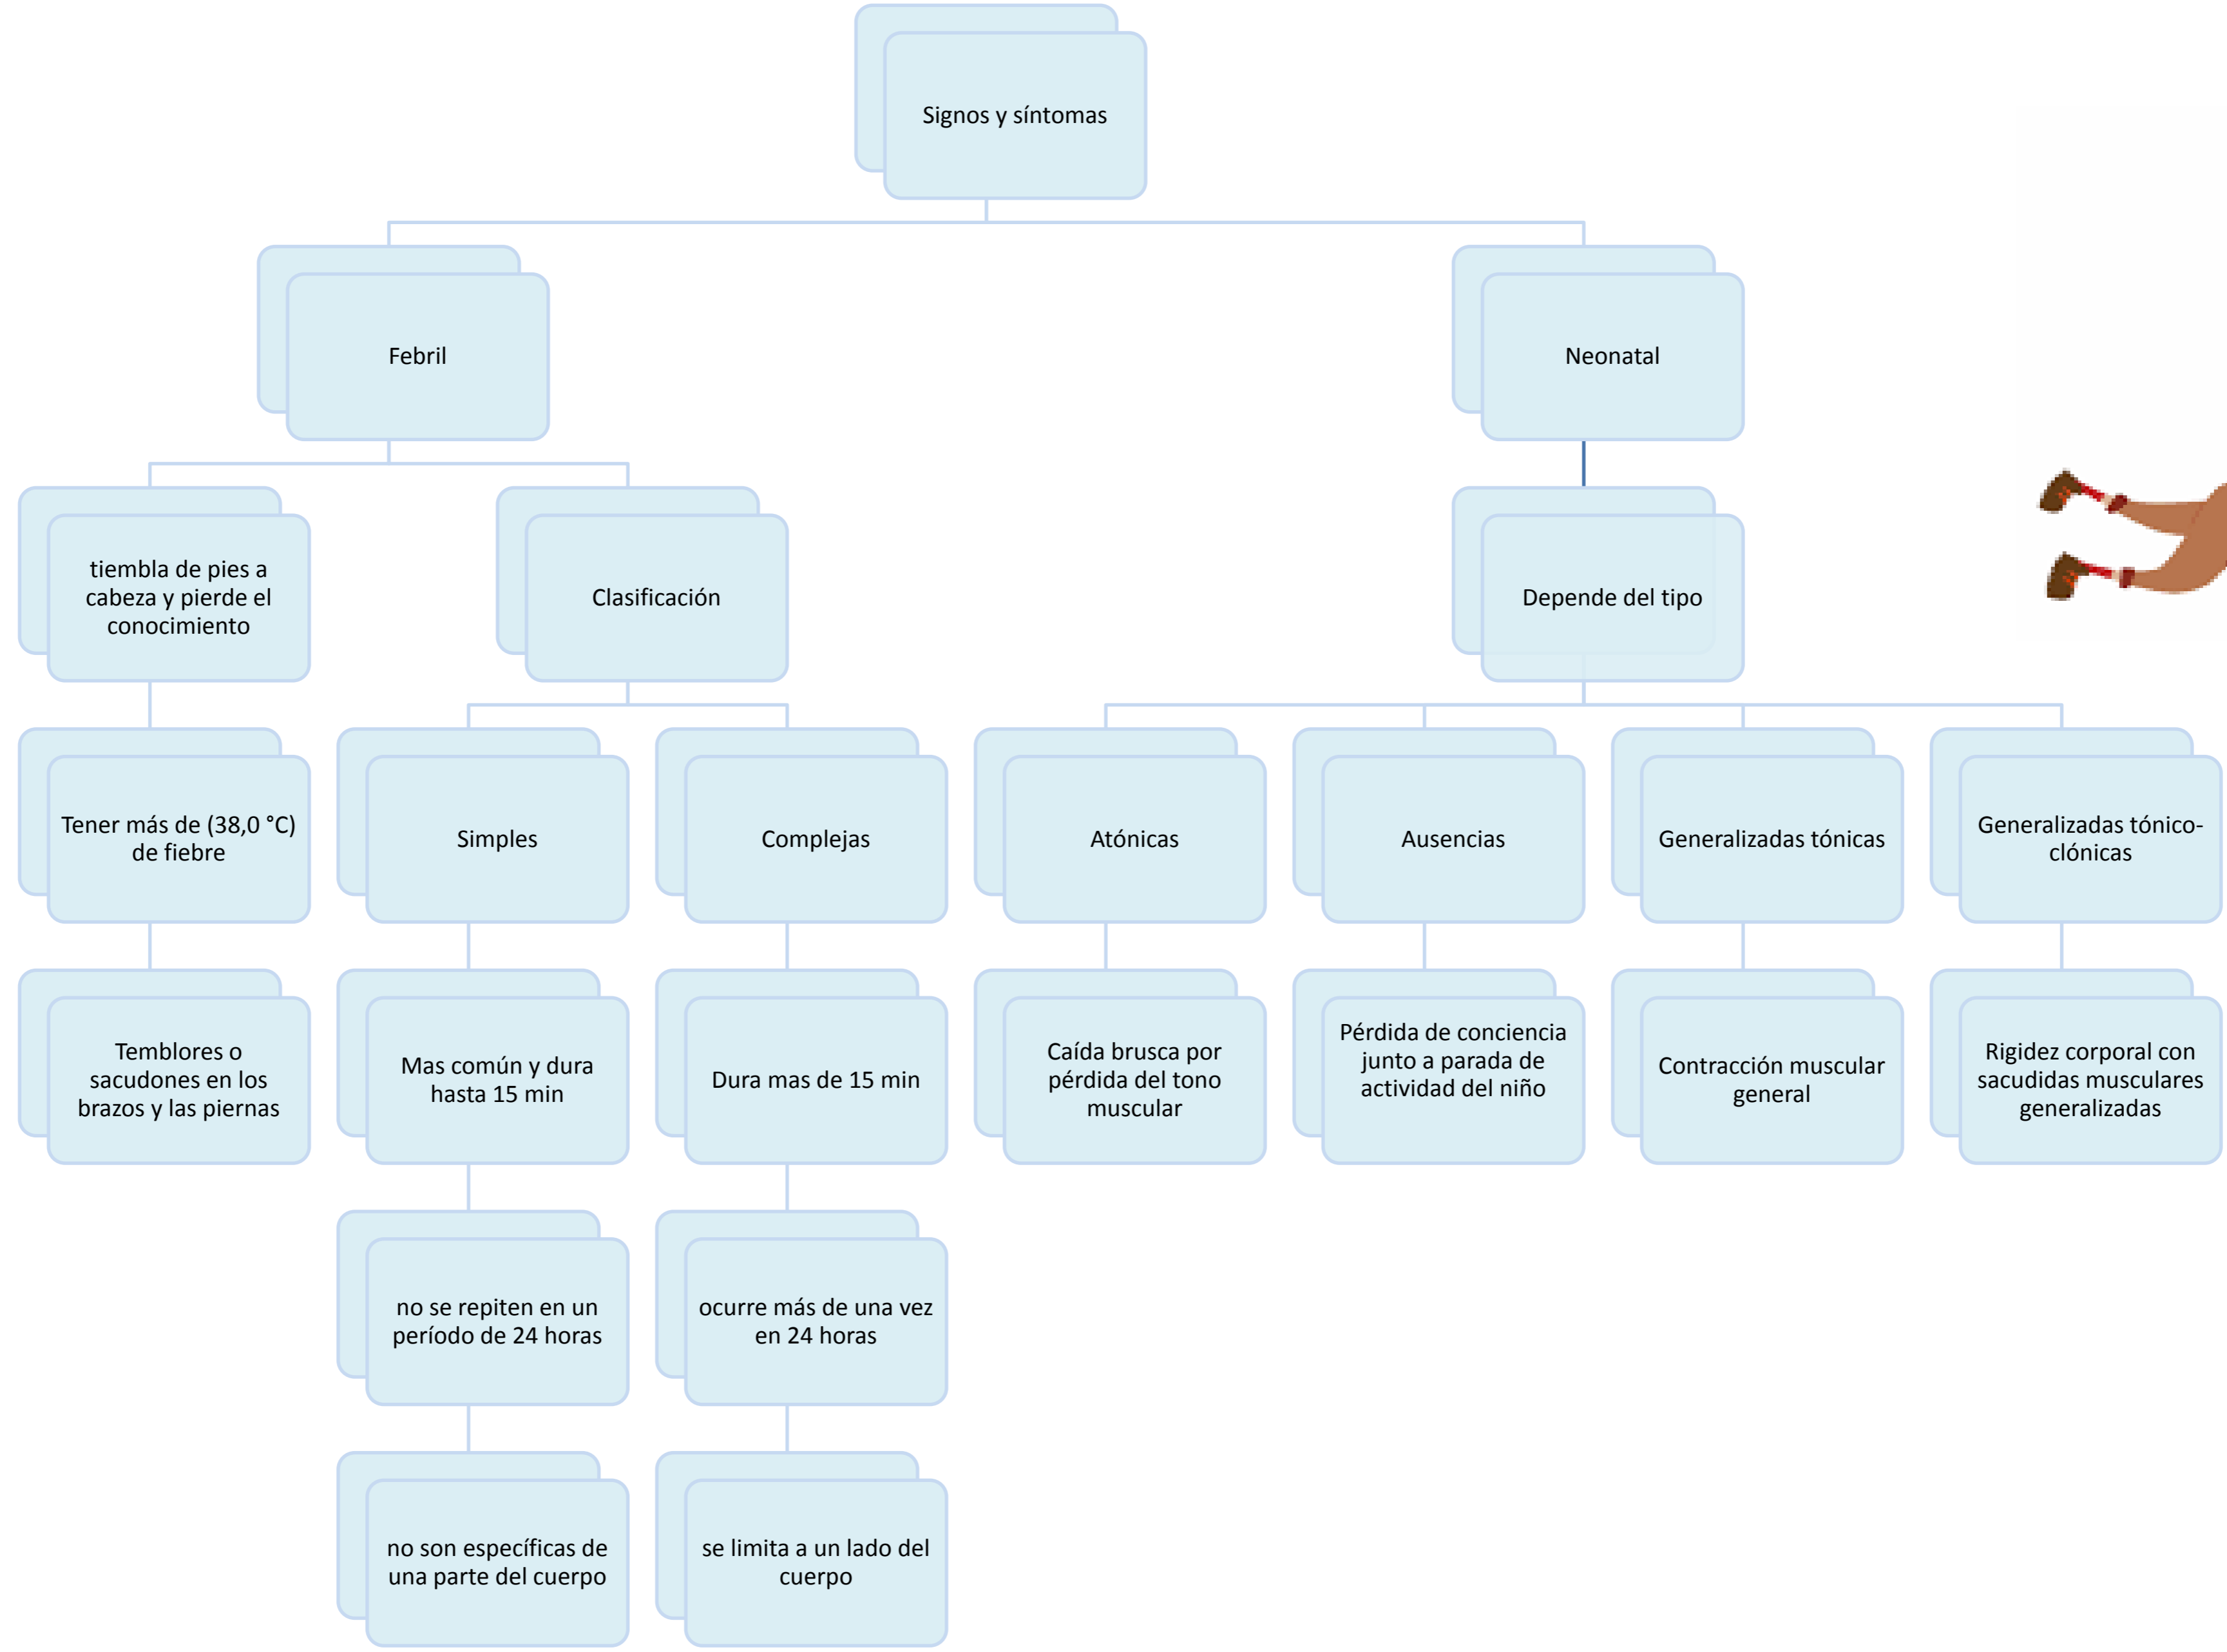 Signos y síntomas
Febril
Neonatal
tiembla de pies a
cabeza y pierde el
conocimiento
Clasificación
Depende del tipo
Tener más de (38,0 °C)
de fiebre
Simples
Complejas
Atónicas
Ausencias
Generalizadas tónicas
Generalizadas tónico-
clónicas
Temblores o
sacudones en los
brazos y las piernas
Mas común y dura
hasta 15 min
Dura mas de 15 min
Caída brusca por
pérdida del tono
muscular
Pérdida de conciencia
junto a parada de
actividad del niño
Contracción muscular
general
Rigidez corporal con
sacudidas musculares
generalizadas
no se repiten en un
período de 24 horas
ocurre más de una vez
en 24 horas
no son específicas de
una parte del cuerpo
se limita a un lado del
cuerpo